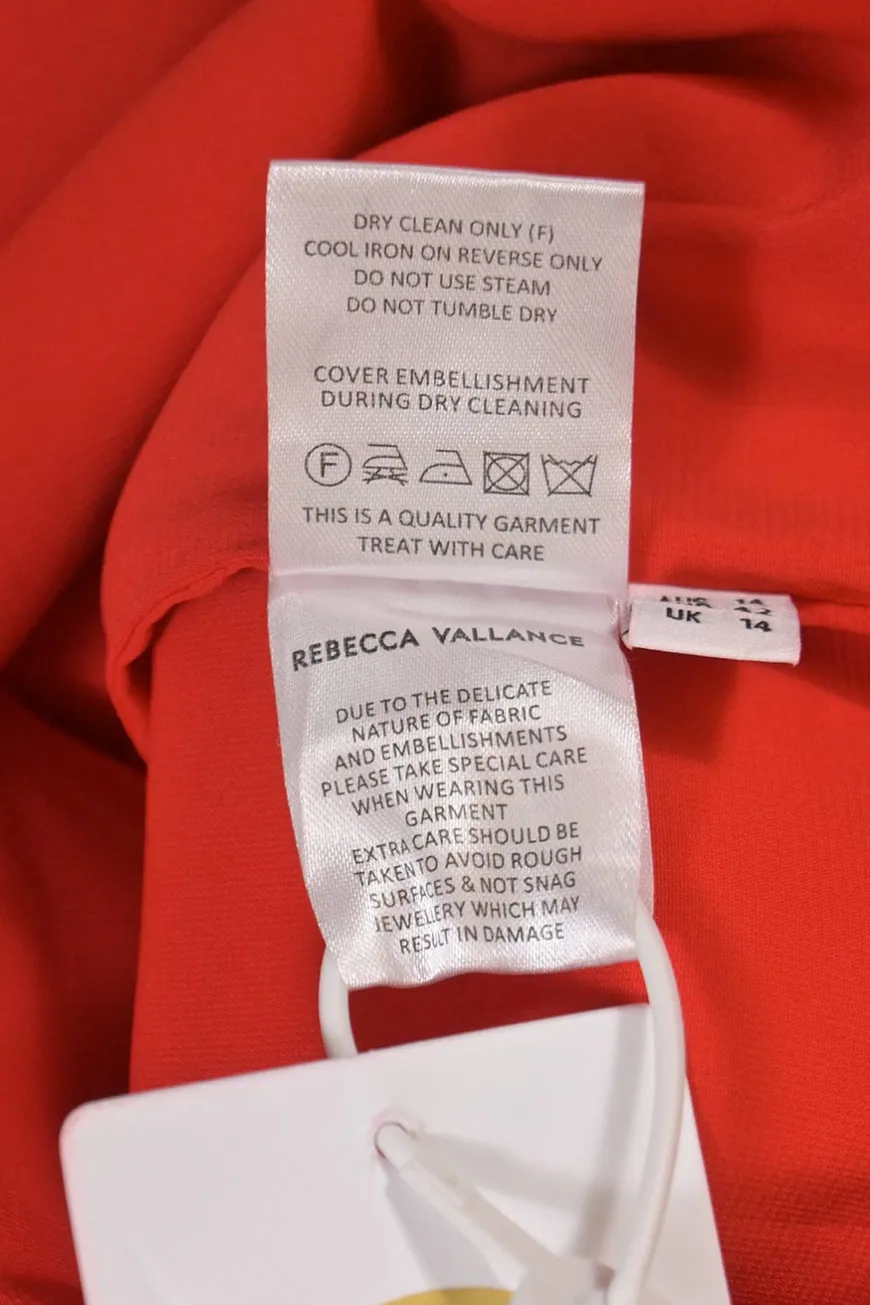 DRY CLEAN ONLY (F)
COOL IRON ON REVERSE ONLY
DO NOT USE STEAM
DO NOT TUMBLE DRY
COVER EMBELLISHMENT
DURING DRY CLEANING
F
THIS IS A QUALITY GARMENT
TREAT WITH CARE
UK 14
REBECCA VALLANCE
DUE TO THE DELICATE
NATURE OF FABRIC
AND EMBELLISHMENTS
PLEASE TAKE SPECIAL CARE
WHEN WEARING THIS
GARMENT
EXTRA CARE SHOULD BE
TAKEN TO AVOID ROUGH
SURFACES & NOT SNAG
JEWELLERY WHICH MAY
RESULT IN DAMAGE